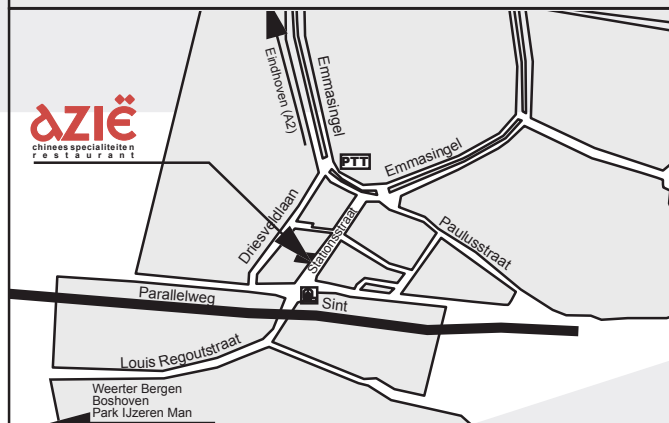 Eindhoven (A2)
Emmasingel
aziË
chinees specialiteiten
restaurant
PTT
Emmasingel
Driesveldlaan
Stationsstraat
Paulusstraat
Parallelweg
Sint
Louis Regoutstraat
Weerter Bergen
Boshoven
Park IJzeren Man